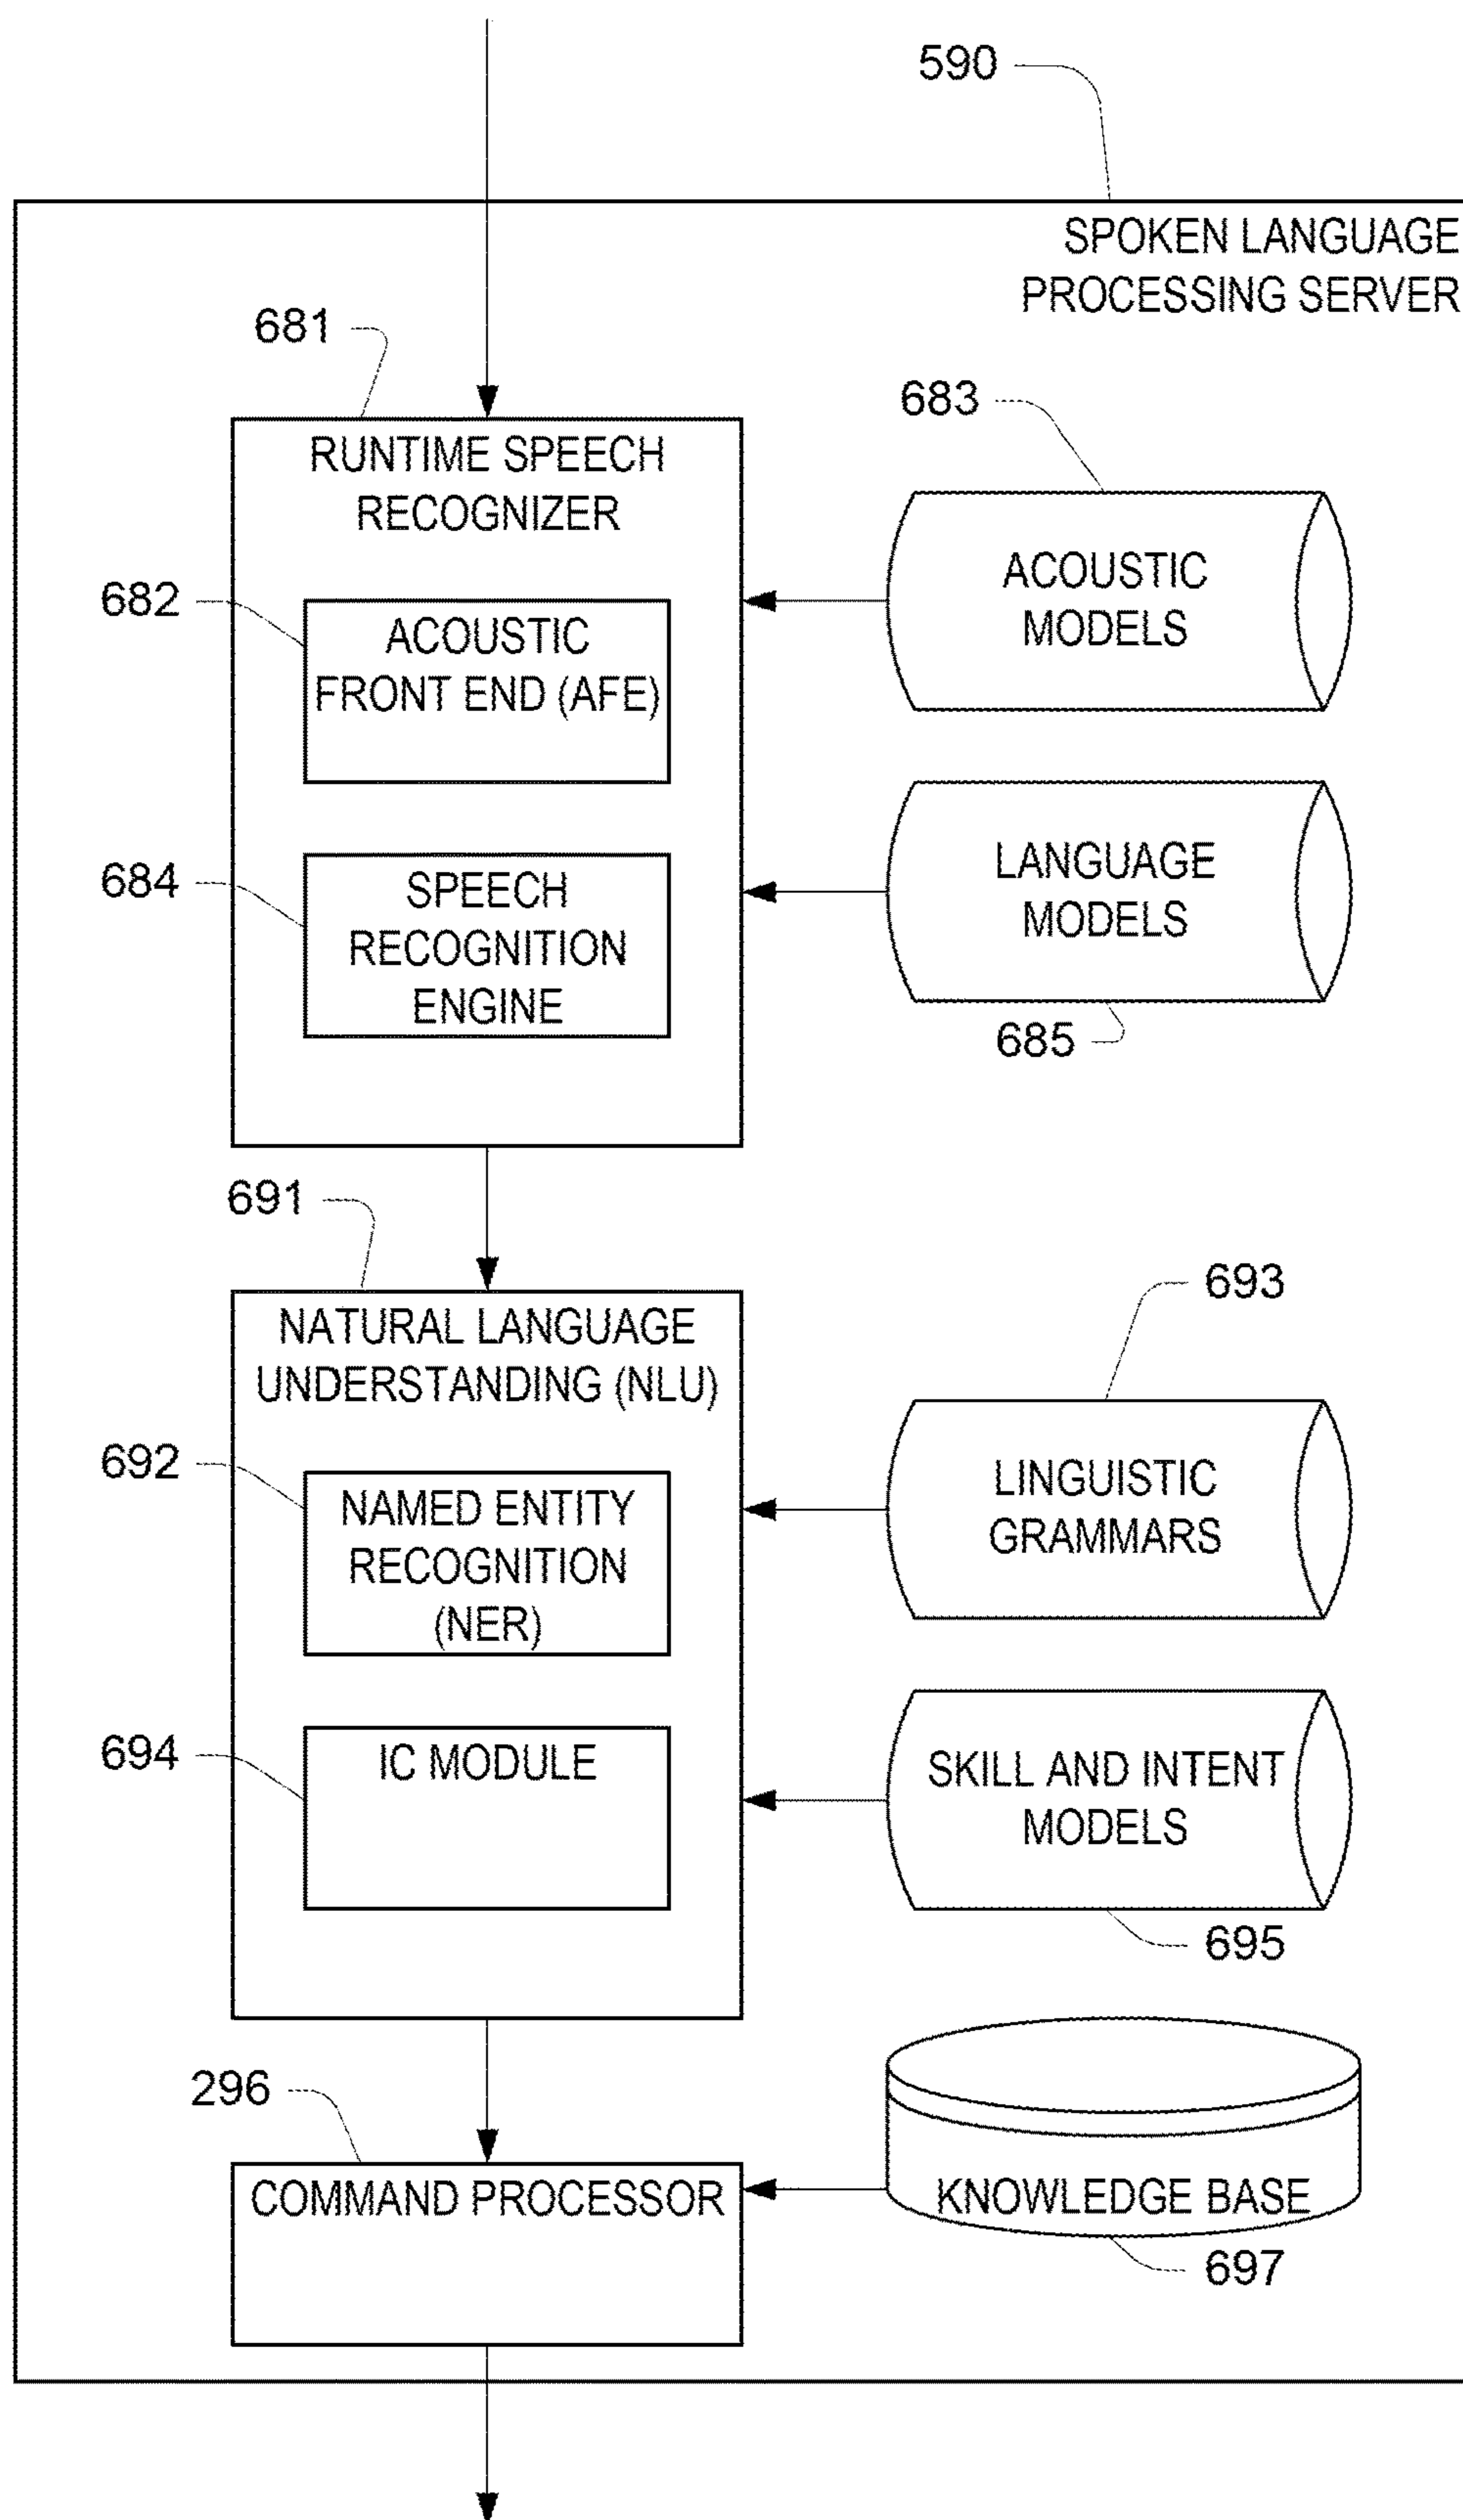 590
SPOKEN LANGUAGE
PROCESSING SERVER
681
RUNTIME SPEECH
RECOGNIZER
683
ACOUSTIC
MODELS
682
ACOUSTIC
FRONT END (AFE)
684
SPEECH
RECOGNITION
ENGINE
LANGUAGE
MODELS
685
691
NATURAL LANGUAGE
UNDERSTANDING (NLU)
693
LINGUISTIC
GRAMMARS
692
NAMED ENTITY
RECOGNITION
(NER)
694
IC MODULE
SKILL AND INTENT
MODELS
695
296
COMMAND PROCESSOR
KNOWLEDGE BASE
697